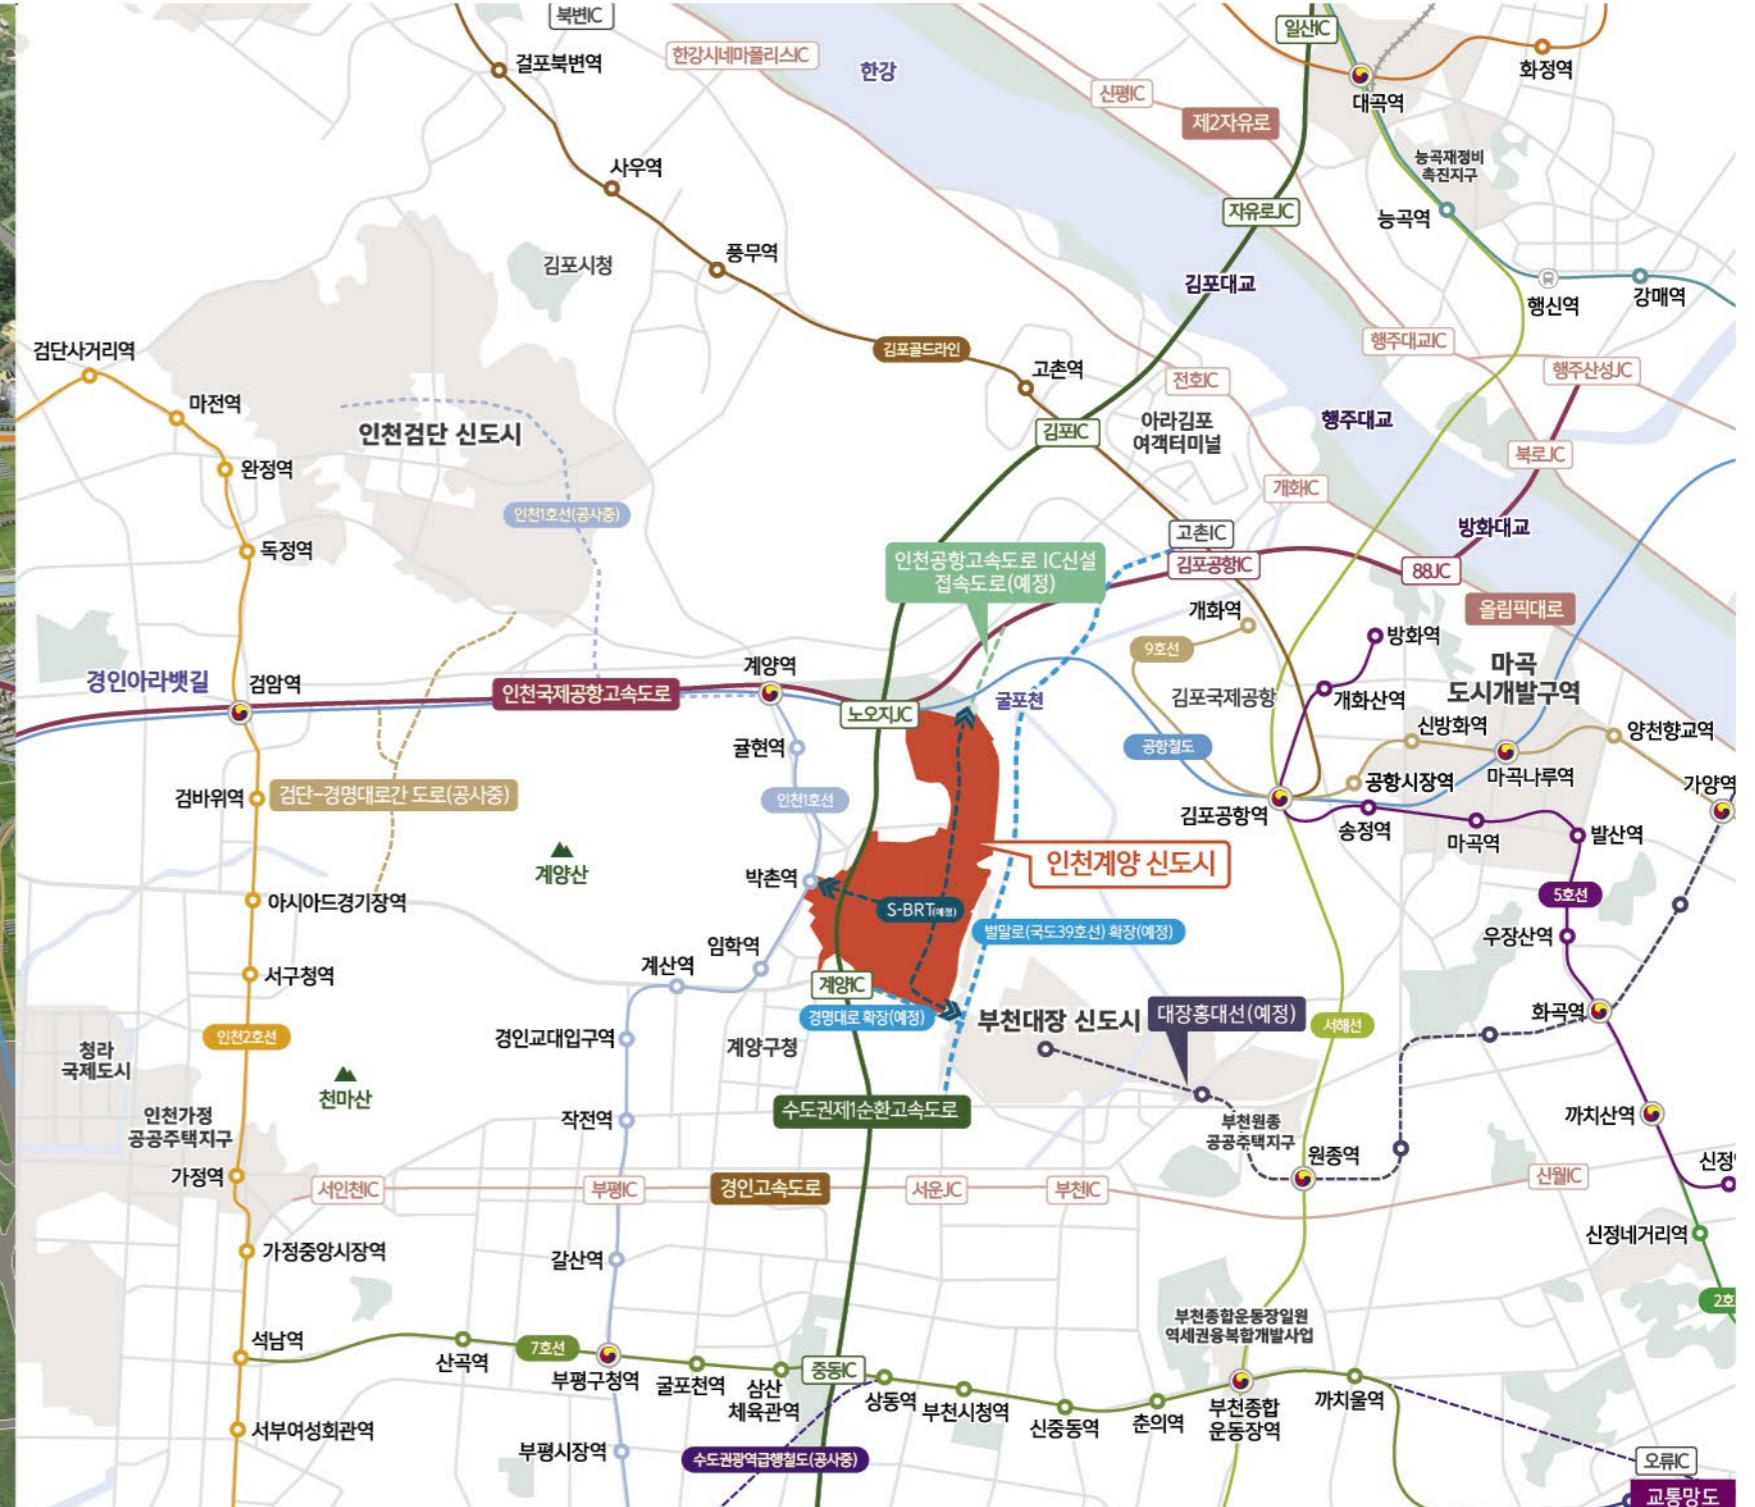 북변IC
일산IC
걸포북변역
한강시네마폴리스IC
한강
화정역
신평IC
대곡역
제2자유로
사우역
능곡재정비
촉진지구
자유로JC
능곡역
풍무역
김포시청
김포대교
행신역
강매역
검단사거리역
김포골드라인
행주대교IC
고촌역
전호IC
행주산성JC
마전역
인천검단 신도시
김포IC
아라김포
여객터미널
행주대교
북로JC
완정역
개화IC
인천1호선(공사중)
방화대교
고촌IC
독정역
인천공항고속도로 IC신설
접속도로(예정)
김포공항IC
88JC
개화역
올림픽대로
방화역
9호선
마곡
도시개발구역
경인아라뱃길
검암역
계양역
인천국제공항고속도로
굴포천
김포국제공항
개화산역
노오지JC
신방화역
양천향교역
귤현역
공항철도
마곡나루역
공항시장역
가양역
검바위역
검단-경명대로간 도로(공사중)
인천1호선
김포공항역
송정역
마곡역
발산역
계양산
인천계양 신도시
박촌역
아시아드경기장역
S-BRT(예정)
5호선
벌말로(국도39호선) 확장(예정)
우장산역
임학역
계산역
서구청역
계양IC
경명대로 확장(예정)
부천대장 신도시
대장홍대선(예정)
서해선
화곡역
인천2호선
경인교대입구역
계양구청
청라
국제도시
천마산
인천가정
공공주택지구
작전역
수도권제1순환고속도로
부천원종
공공주택지구
까치산역
가정역
원종역
신정
서인천IC
부평IC
경인고속도로
서운JC
부천IC
신월IC
신정네거리역
가정중앙시장역
갈산역
2호
부천종합운동장일원
역세권융복합개발사업
석남역
산곡역
7호선
부평구청역
굴포천역
삼산
체육관역
중동IC
상동역
부천시청역
신중동역
춘의역
부천종합
운동장역
까치울역
서부여성회관역
부평시장역
수도권광역급행철도(공사중)
오류IC
교통망도